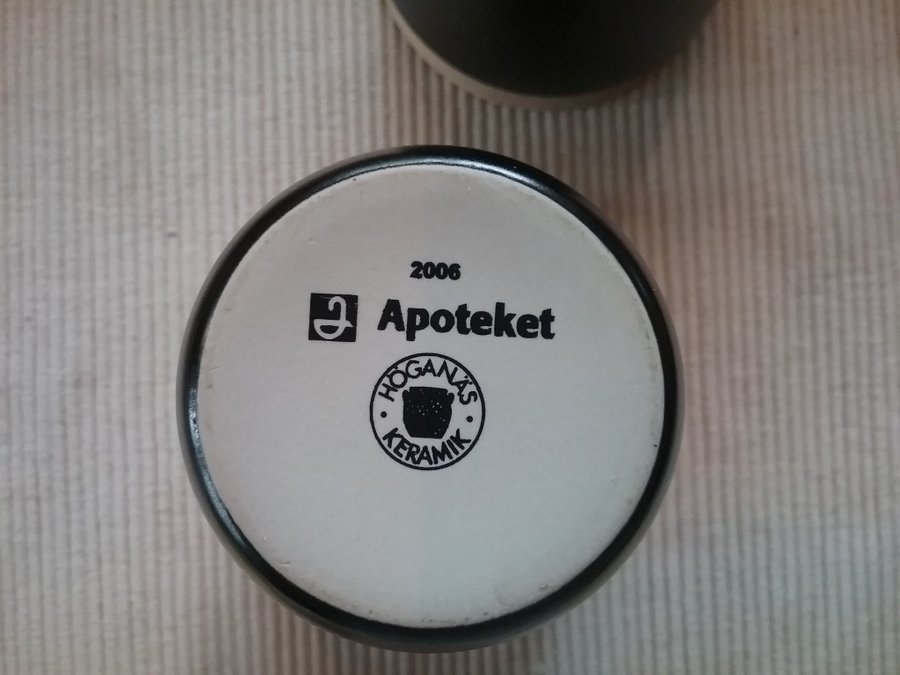 2006
Apoteket
HÖGANÄS
KERAMIK